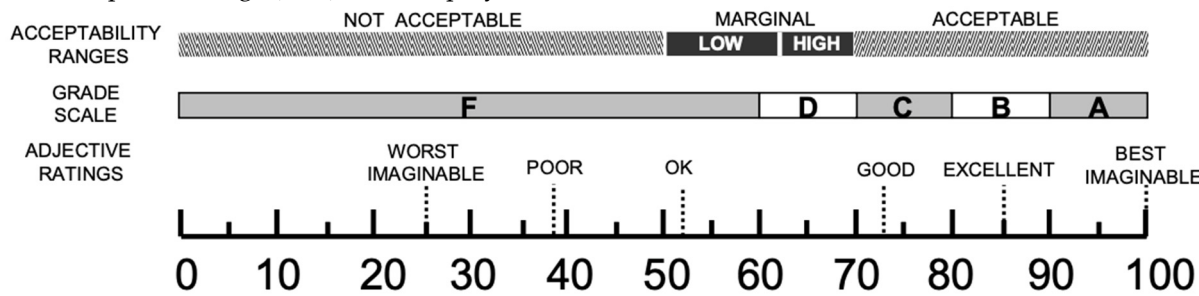 NOT ACCEPTABLE MARGINAL ACCEPTABLE
ACCEPTABILITY
RANGES
LOW HIGH
GRADE
SCALE
F D C B A
ADJECTIVE
RATINGS
WORST
IMAGINABLE
POOR
OK
GOOD
EXCELLENT
BEST
IMAGINABLE
0 10 20 30 40 50 60 70 80 90 100